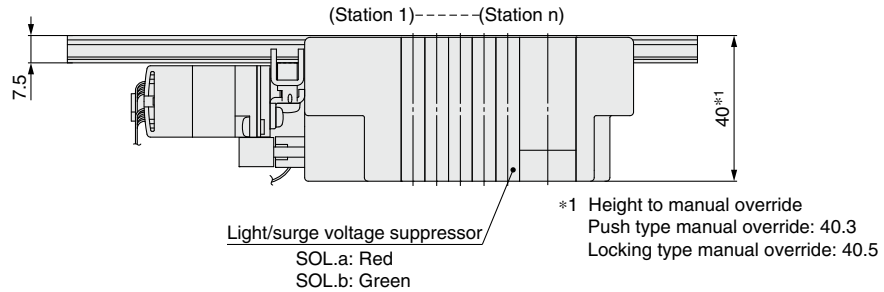 (Station 1)------(Station n)
7.5
40*1
*1 Height to manual override
Push type manual override: 40.3
Locking type manual override: 40.5
Light/surge voltage suppressor
SOL.a: Red
SOL.b: Green